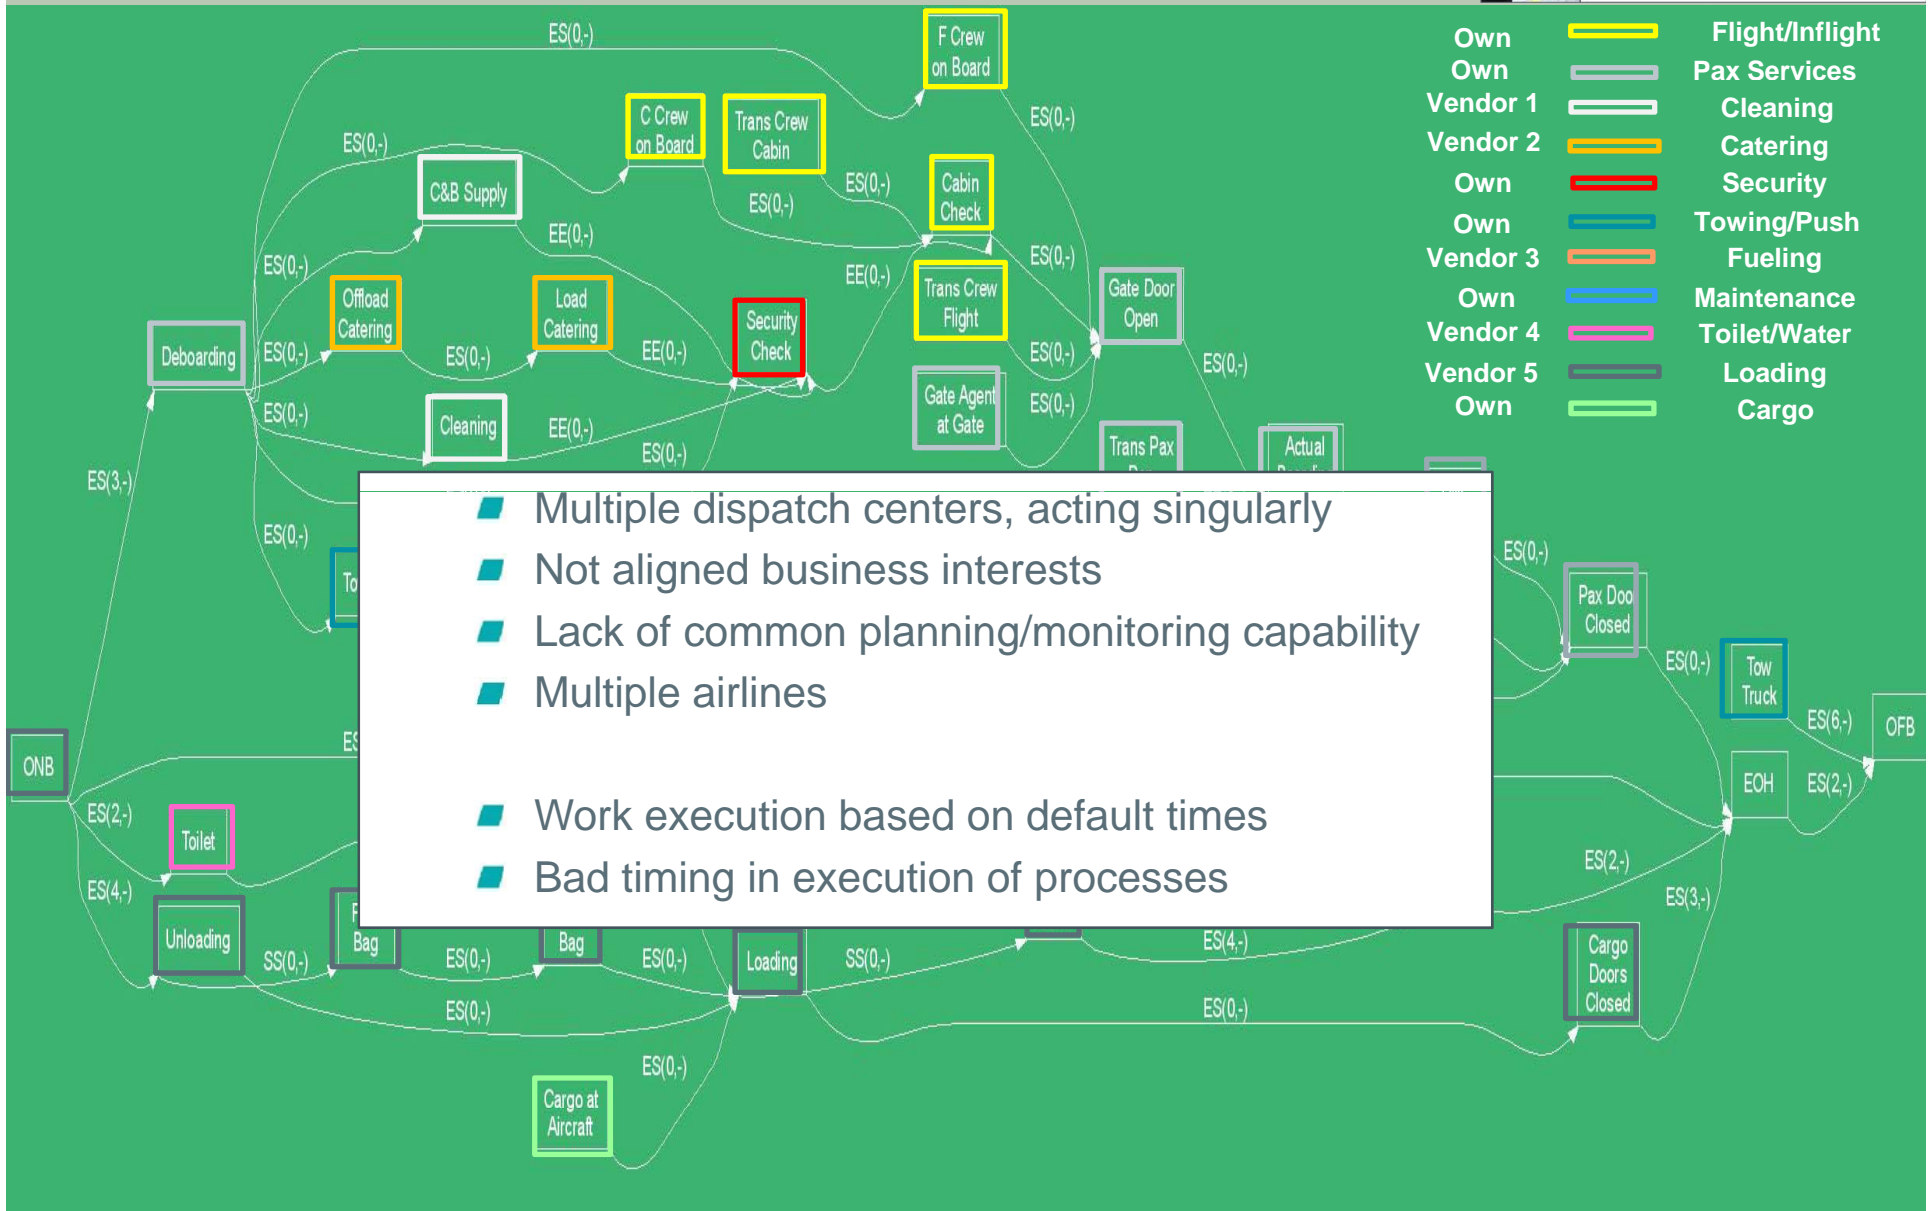 ES(0,-)
F Crew
on Board
Own Flight/Inflight
Own Pax Services
Vendor 1 Cleaning
Vendor 2 Catering
Own Security
Own Towing/Push
Vendor 3 Fueling
Own Maintenance
Vendor 4 Toilet/Water
Vendor 5 Loading
Own Cargo
C Crew
on Board
Trans Crew
Cabin
ES(0,-)
ES(0,-)
C&B Supply
ES(0,-)
ES(0,-)
Cabin
Check
EE(0,-)
ES(0,-)
EE(0,-)
ES(0,-)
Offload
Catering
Load
Catering
Trans Crew
Flight
Gate Door
Open
Security
Check
Deboarding
ES(0,-)
ES(0,-)
EE(0,-)
ES(0,-)
ES(0,-)
Gate Agent
at Gate
ES(0,-)
ES(0,-)
Cleaning
EE(0,-)
ES(0,-)
Trans Pax
Actual
ES(3,-)
Multiple dispatch centers, acting singularly
Not aligned business interests
Lack of common planning/monitoring capability
Multiple airlines
Work execution based on default times
Bad timing in execution of processes
ES(0,-)
To
ES(0,-)
Pax Doo
Closed
ES(0,-)
Tow
Truck
ES(6,-)
OFB
ONB
ES
EOH
ES(2,-)
ES(2,-)
Toilet
ES(2,-)
ES(4,-)
ES(3,-)
Unloading
SS(0,-)
Bag
ES(0,-)
Bag
ES(0,-)
Loading
SS(0,-)
ES(4,-)
Cargo
Doors
Closed
ES(0,-)
ES(0,-)
ES(0,-)
Cargo at
Aircraft